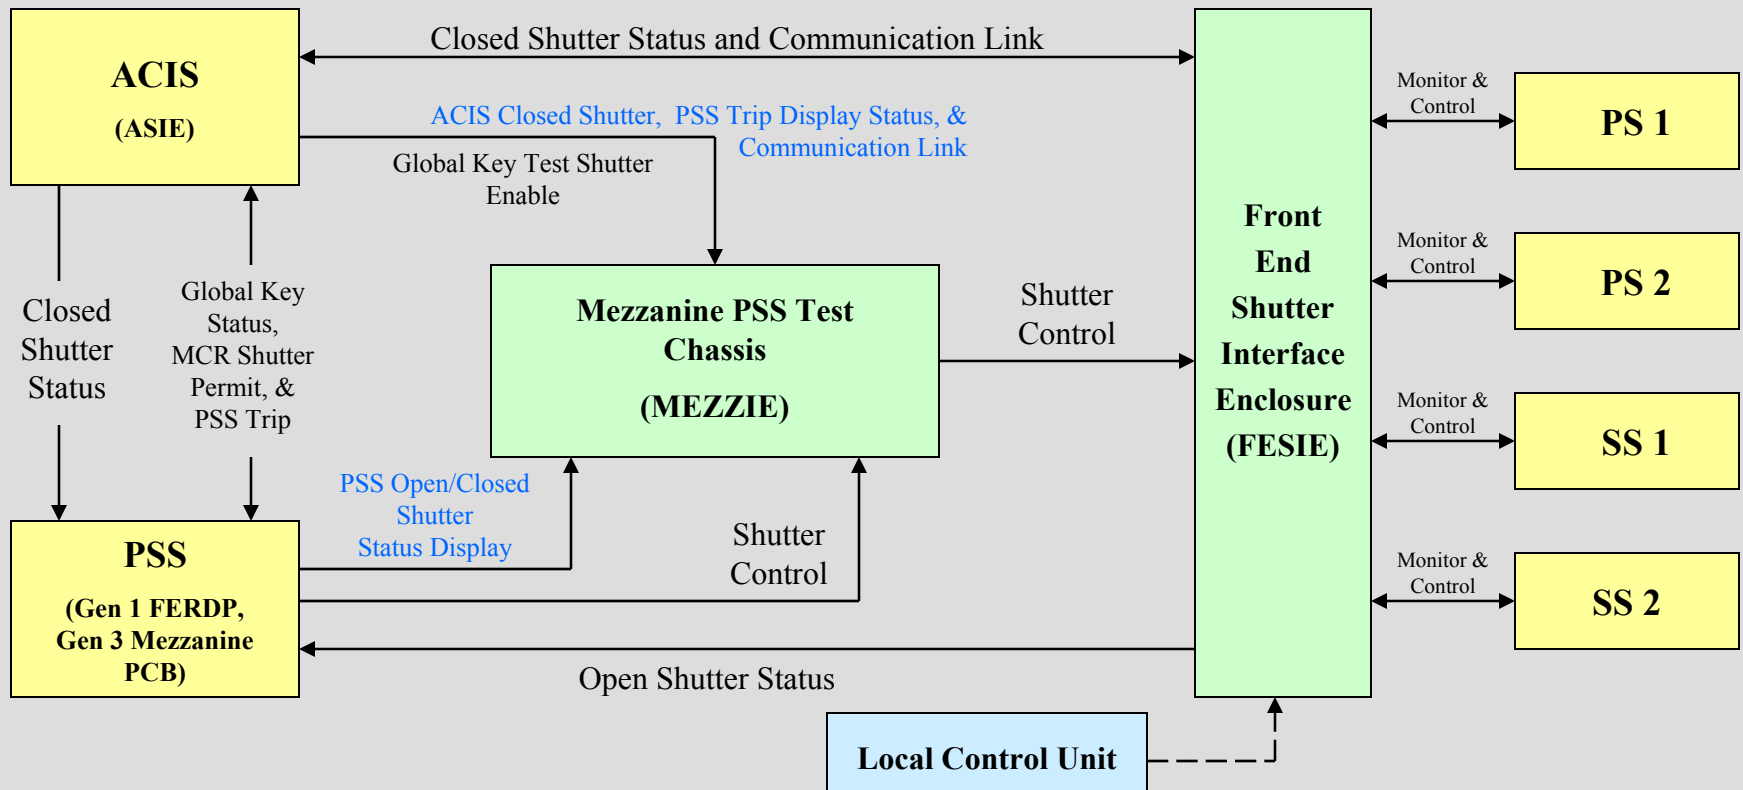 ACIS
(ASIE)
Closed Shutter Status and Communication Link
ACIS Closed Shutter, PSS Trip Display Status, &
Communication Link
Global Key Test Shutter
Enable
Closed
Shutter
Status
Global Key
Status,
MCR Shutter
Permit, &
PSS Trip
Mezzanine PSS Test
Chassis
(MEZZIE)
Shutter
Control
Front
End
Shutter
Interface
Enclosure
(FESIE)
Monitor &
Control
PS 1
Monitor &
Control
PS 2
Monitor &
Control
SS 1
Monitor &
Control
SS 2
PSS Open/Closed
Shutter
Status Display
Shutter
Control
PSS
(Gen 1 FERDP,
Gen 3 Mezzanine
PCB)
Open Shutter Status
Local Control Unit